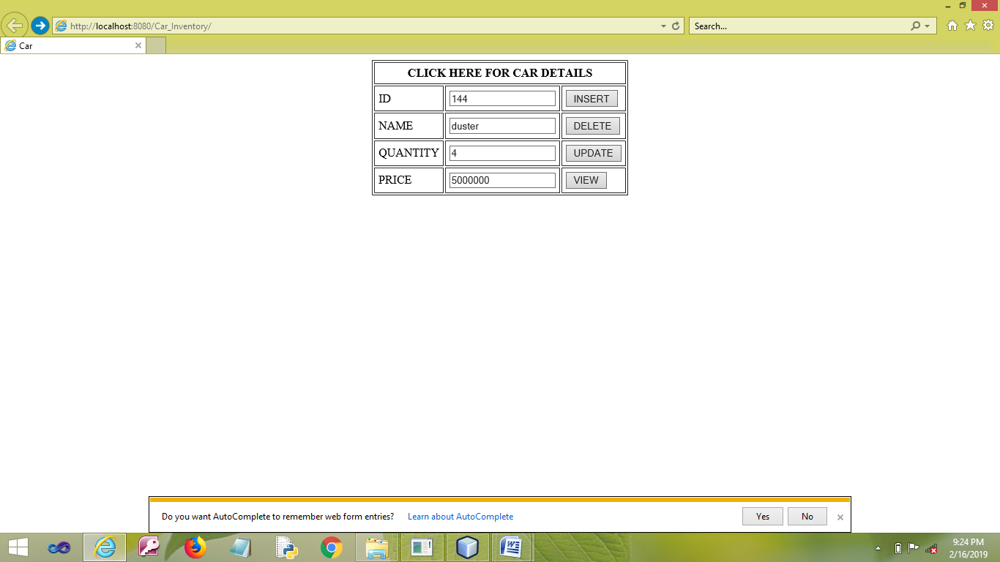 http://localhost:8080/Car_Inventory/
Search...
Car
CLICK HERE FOR CAR DETAILS
ID 144 INSERT
NAME duster DELETE
QUANTITY 4 UPDATE
PRICE 5000000 VIEW
Do you want AutoComplete to remember web form entries? Learn about AutoComplete Yes No
9:24 PM
2/16/2019